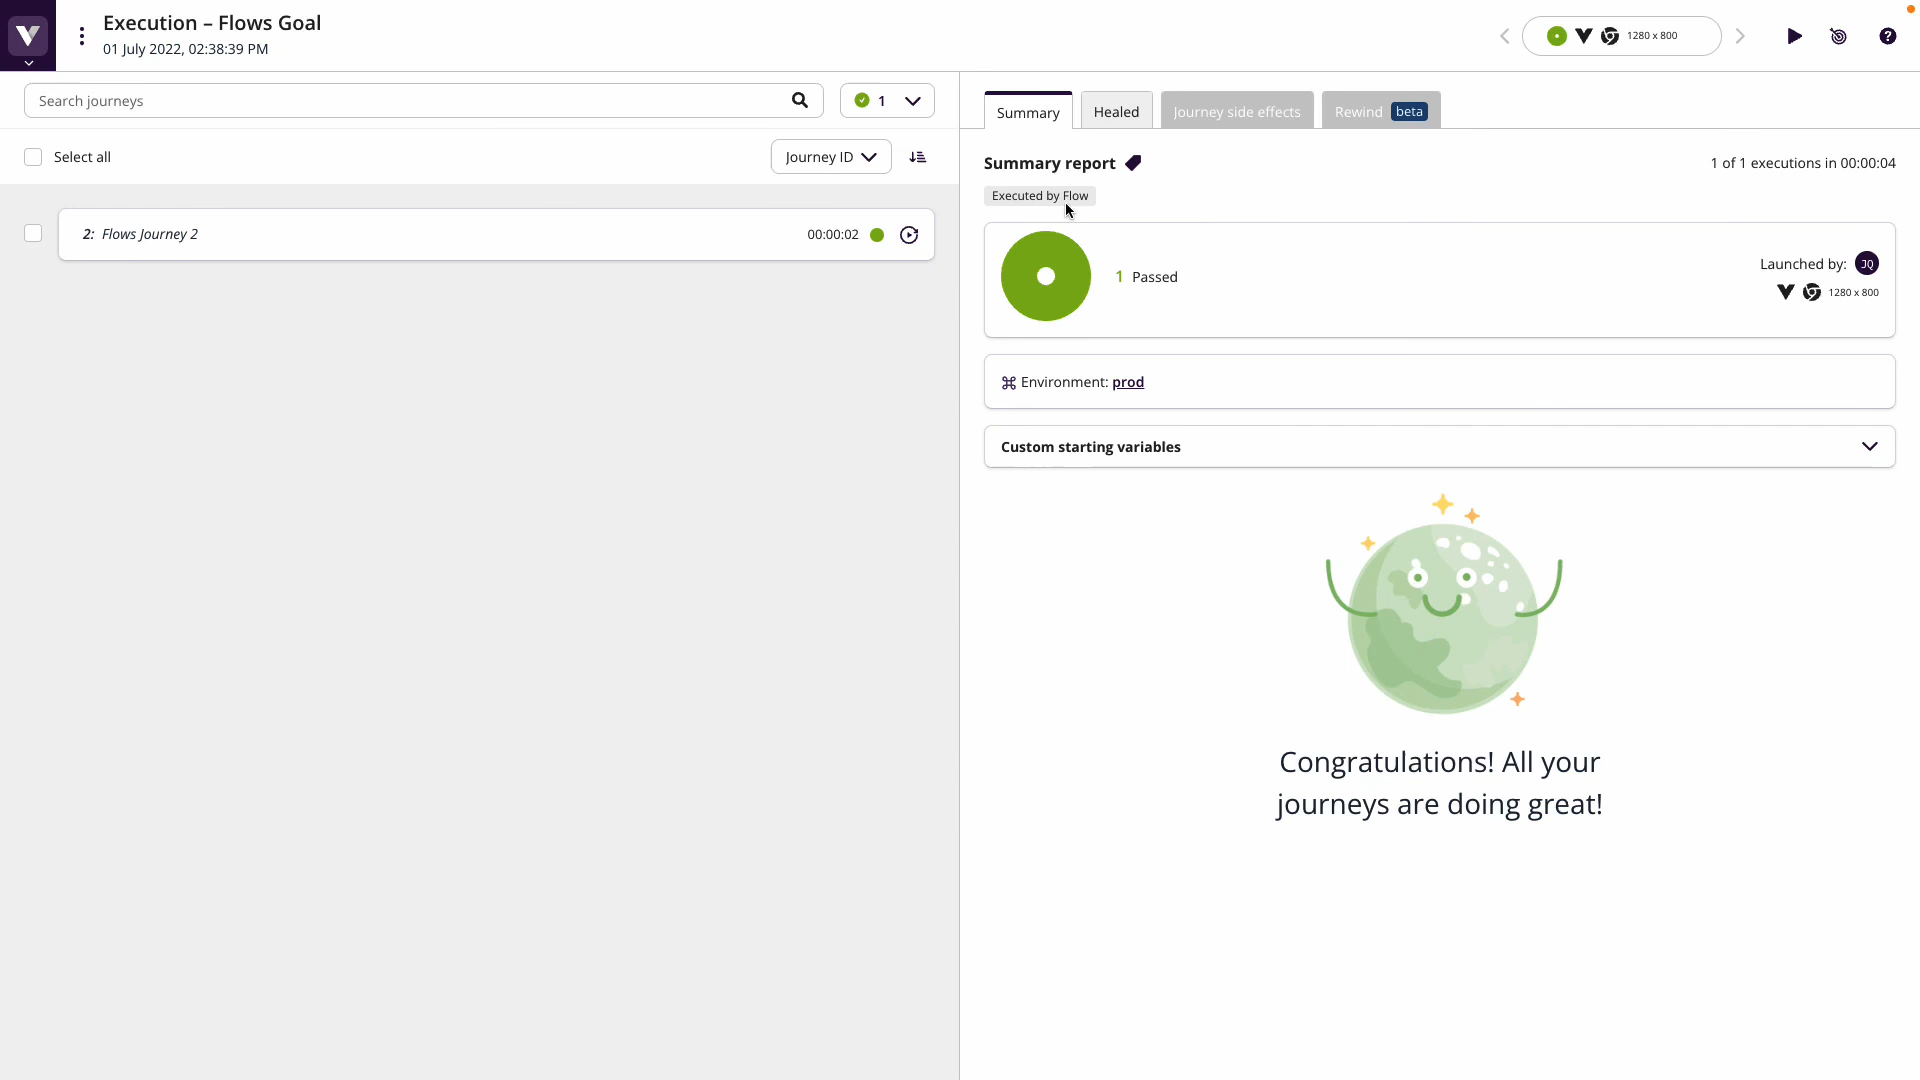 Execution – Flows Goal
01 July 2022, 02:38:39 PM
1280 x 800
Search journeys
1
Select all
Journey ID
2: Flows Journey 2
00:00:02
Summary
Healed
Journey side effects
Rewind beta
Summary report
1 of 1 executions in 00:00:04
Executed by Flow
1 Passed
Launched by: JQ
1280 x 800
Environment: prod
Custom starting variables
Congratulations! All your
journeys are doing great!